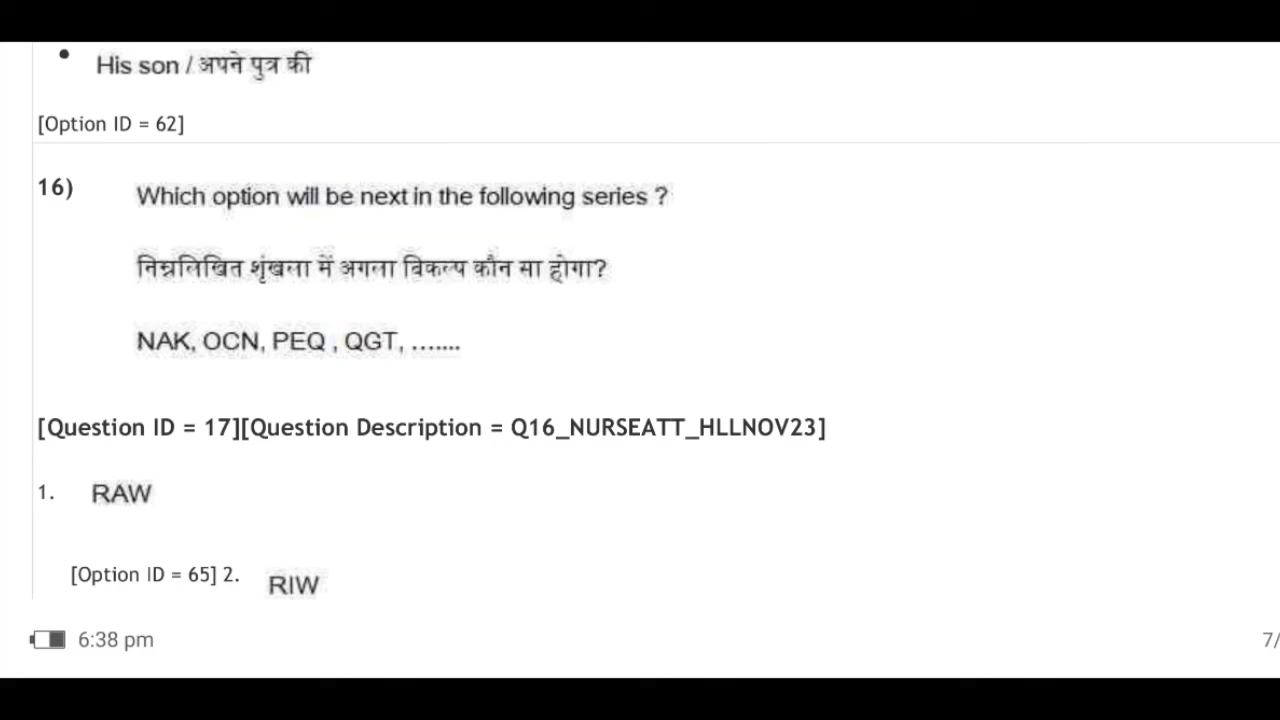 • His son / अपने पुत्र की
[Option ID = 62]
16) Which option will be next in the following series ?
निम्नलिखित शृंखला में अगला विकल्प कौन सा होगा?
NAK, OCN, PEQ , QGT, .......
[Question ID = 17][Question Description = Q16_NURSEATT_HLLNOV23]
1. RAW
[Option ID = 65] 2. RIW
6:38 pm 7/